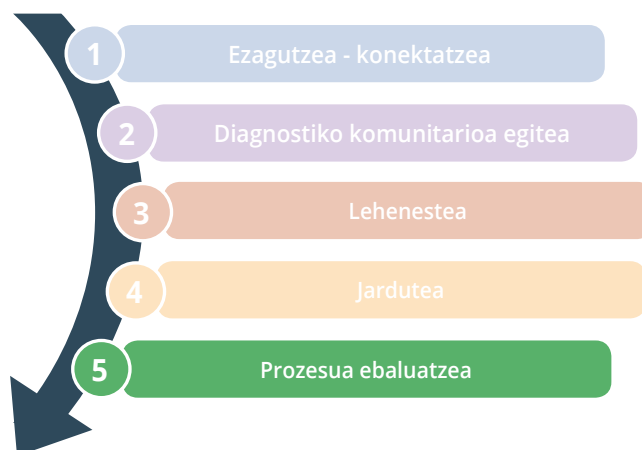 1 Ezagutzea - konektatzea
2 Diagnostiko komunitarioa egitea
3 Lehenestea
4 Jardutea
5 Prozesua ebaluatzea